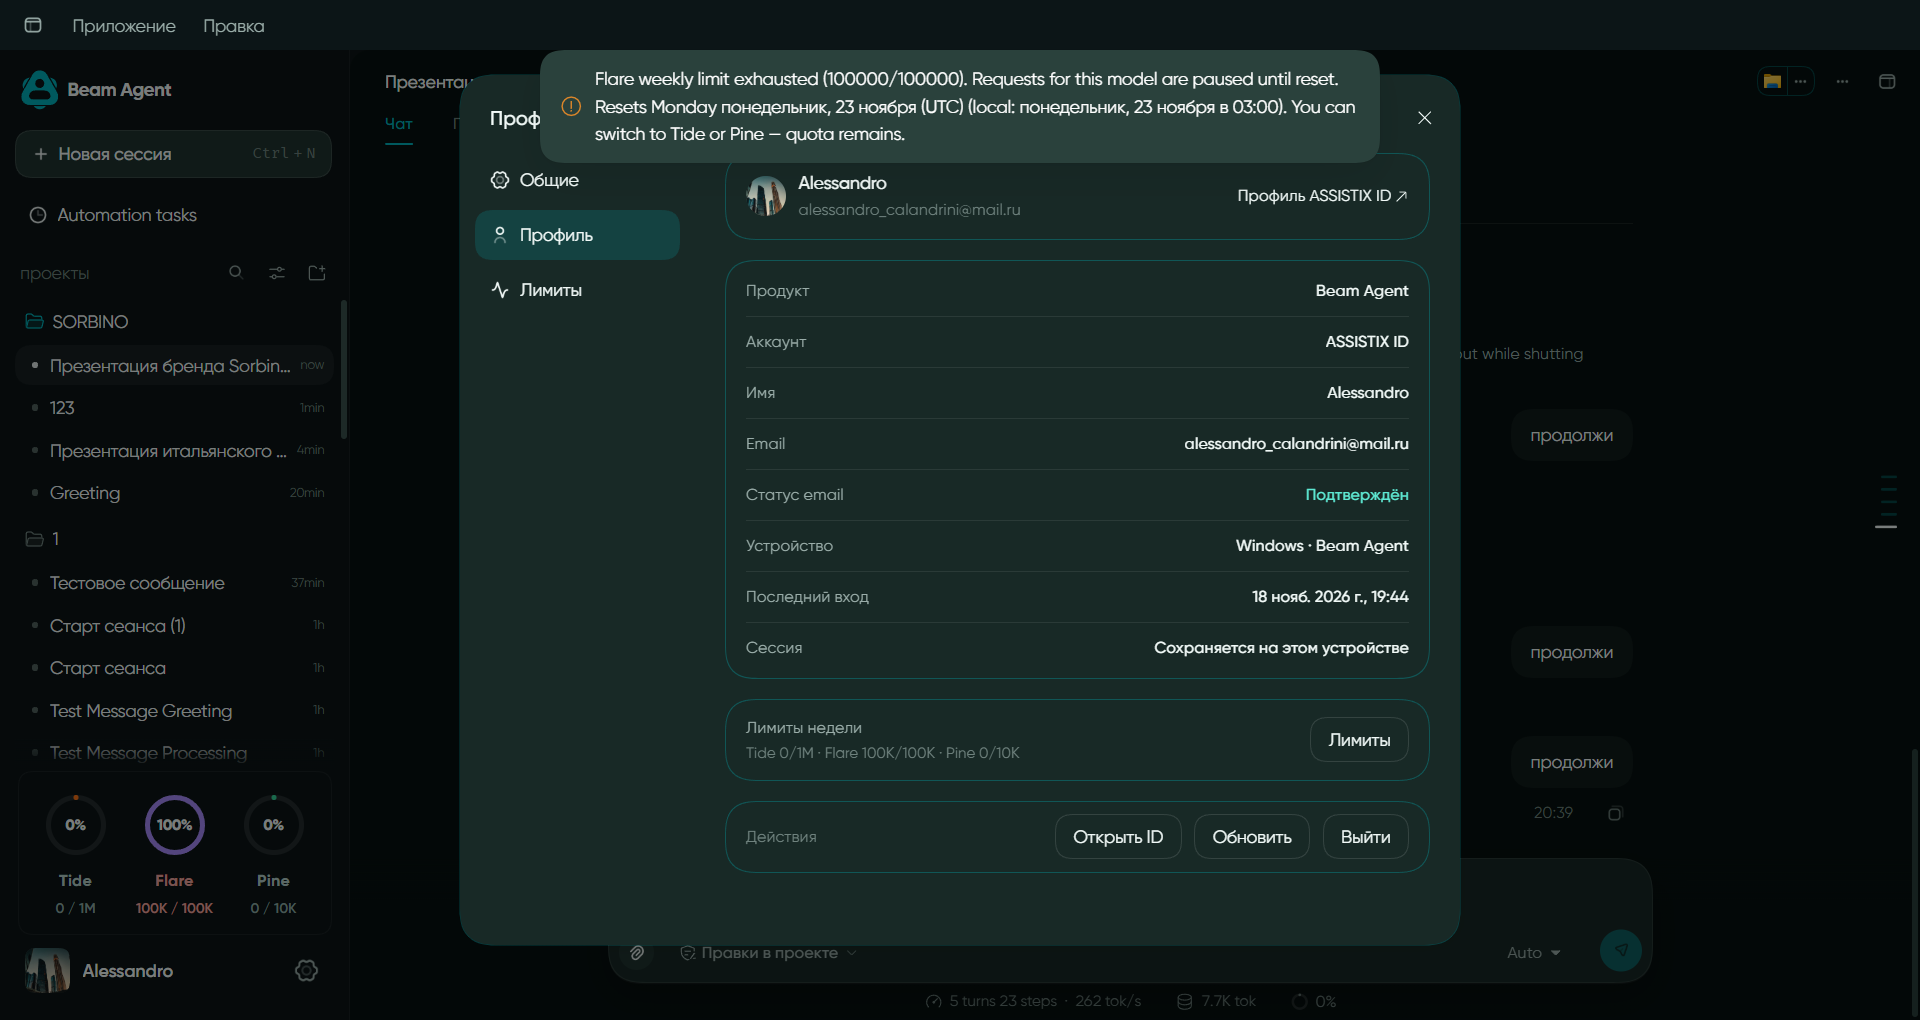 Приложение
Правка
Beam Agent
Новая сессия
Ctrl + N
Automation tasks
проекты
SORBINO
Презентация бренда Sorbin...
now
123
1min
Презентация итальянского ...
4min
Greeting
20min
1
Тестовое сообщение
37min
Старт сеанса (1)
1h
Старт сеанса
1h
Test Message Greeting
1h
Test Message Processing
1h
0%
100%
0%
Tide
Flare
Pine
0 / 1M
100K / 100K
0 / 10K
Alessandro
Чат
Flare weekly limit exhausted (100000/100000). Requests for this model are paused until reset.
Resets Monday понедельник, 23 ноября (UTC) (local: понедельник, 23 ноября в 03:00). You can
switch to Tide or Pine — quota remains.
Общие
Профиль
Лимиты
Alessandro
alessandro_calandrini@mail.ru
Профиль ASSISTIX ID
Продукт
Beam Agent
Аккаунт
ASSISTIX ID
Имя
Alessandro
Email
alessandro_calandrini@mail.ru
Статус email
Подтверждён
Устройство
Windows · Beam Agent
Последний вход
18 нояб. 2026 г., 19:44
Сессия
Сохраняется на этом устройстве
Лимиты недели
Tide 0/1M · Flare 100K/100K · Pine 0/10K
Лимиты
Действия
Открыть ID
Обновить
Выйти
while shutting
продолжи
продолжи
продолжи
20:39
Правки в проекте
Auto
5 turns 23 steps · 262 tok/s
7.7K tok
0%